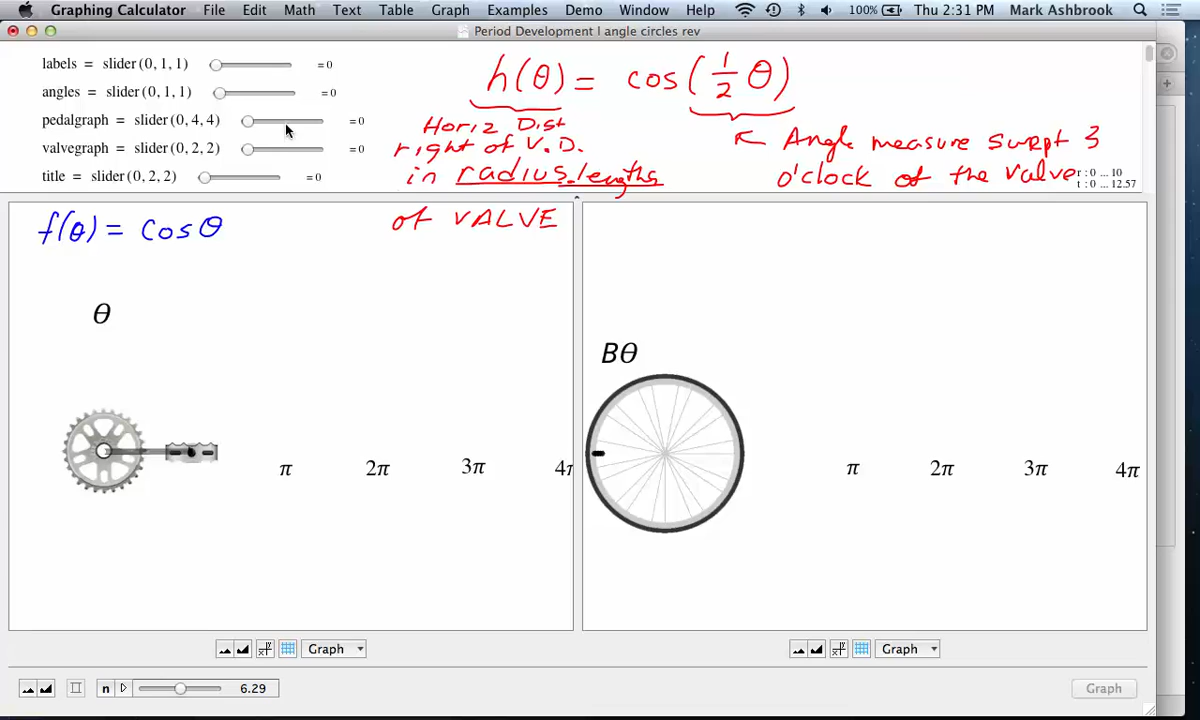 Graphing Calculator File Edit Math Text Table Graph Examples Demo Window Help 100% Thu 2:31 PM Mark Ashbrook
Period Development l angle circles rev
labels = slider (0, 1, 1) = 0
angles = slider (0, 1, 1) = 0
pedalgraph = slider (0, 4, 4) = 0
valvegraph = slider (0, 2, 2) = 0
title = slider (0, 2, 2) = 0
h(θ) = cos(1/2 θ)
Horiz Dist
right of V.D.
in radius lengths
of VALVE
Angle measure swept 3
o'clock of the valve
r : 0 ... 10
t : 0 ... 12.57
f(θ) = cos θ
θ
π 2π 3π 4π
Bθ
π 2π 3π 4π
Graph
Graph
n 6.29
Graph